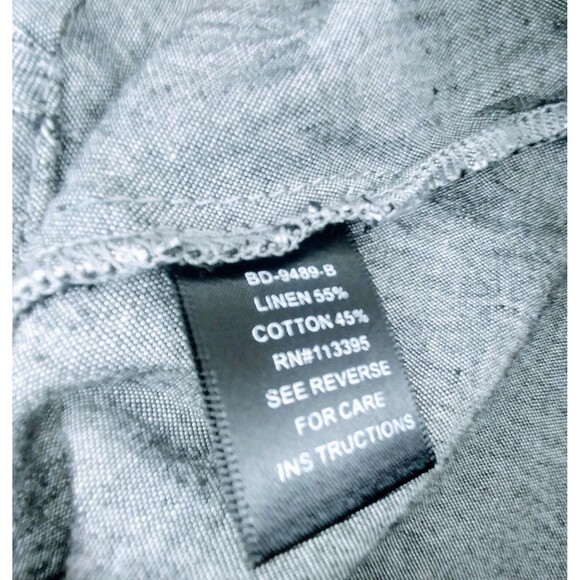 BD-9489-B
LINEN 55%
COTTON 45%
RN#113395
SEE REVERSE
FOR CARE
INS TRUCTIONS